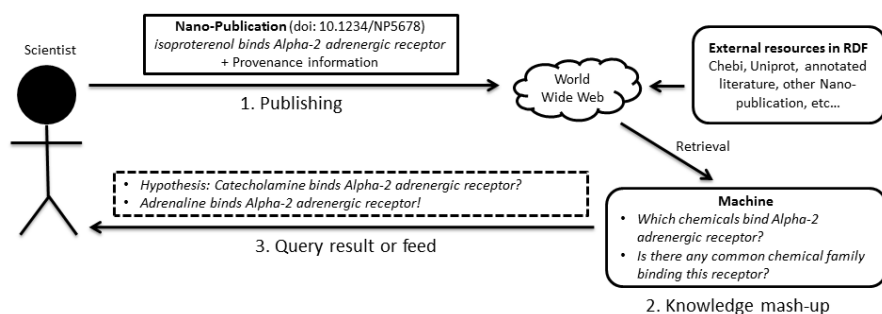 Scientist
Nano-Publication (doi: 10.1234/NP5678)
isoproterenol binds Alpha-2 adrenergic receptor
+ Provenance information
1. Publishing
World
Wide Web
External resources in RDF
Chebi, Uniprot, annotated
literature, other Nano-
publication, etc...
Retrieval
Machine
• Which chemicals bind Alpha-2
adrenergic receptor?
• Is there any common chemical family
binding this receptor?
2. Knowledge mash-up
• Hypothesis: Catecholamine binds Alpha-2 adrenergic receptor?
• Adrenaline binds Alpha-2 adrenergic receptor!
3. Query result or feed